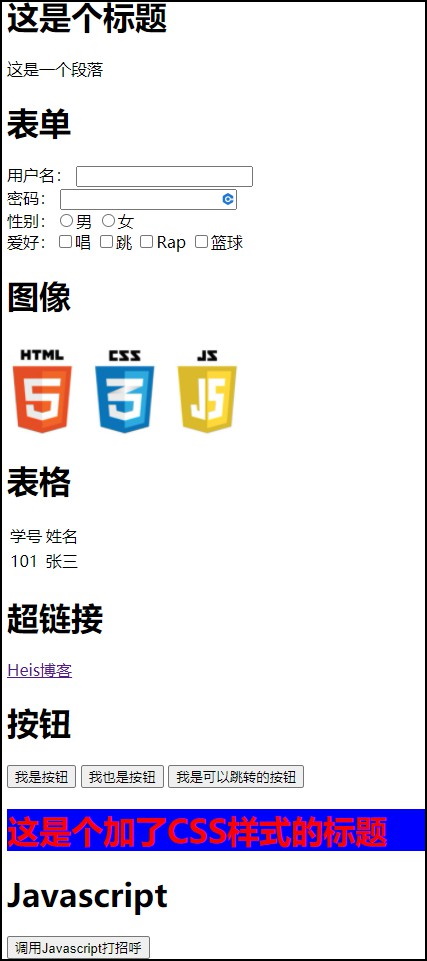 这是个标题
这是一个段落
表单
用户名：
密码：
性别： 男 女
爱好： 唱 跳 Rap 篮球
图像
HTML CSS JS
5 3 JS
表格
学号 姓名
101 张三
超链接
Heis博客
按钮
我是按钮 我也是按钮 我是可以跳转的按钮
这是个加了CSS样式的标题
Javascript
调用Javascript打招呼